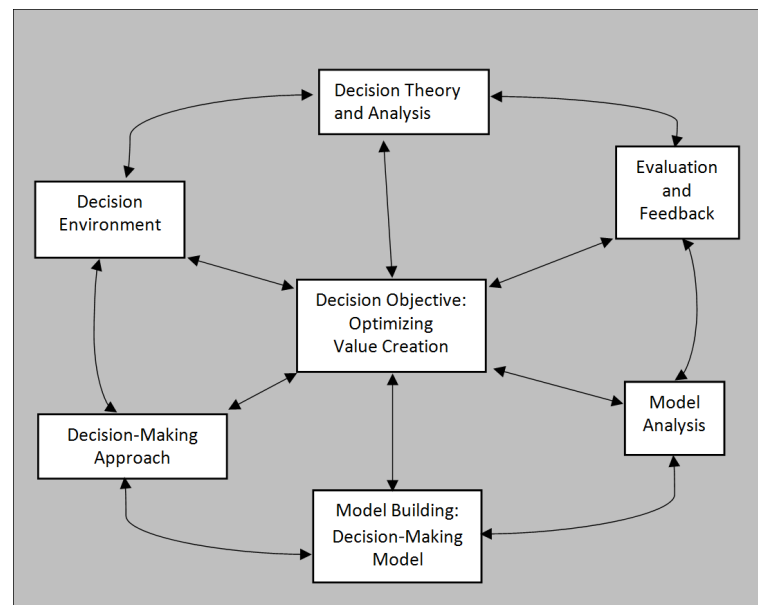 Decision Theory
and Analysis
Evaluation
and
Feedback
Decision
Environment
Decision Objective:
Optimizing
Value Creation
Model
Analysis
Decision-Making
Approach
Model Building:
Decision-Making
Model